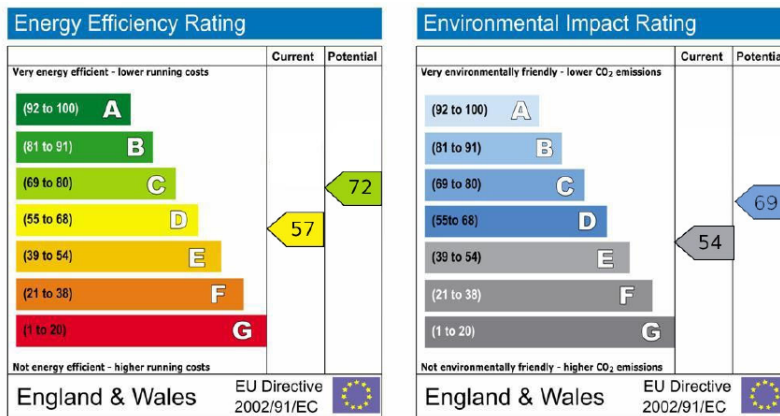 Energy Efficiency Rating
Current Potential
Very energy efficient - lower running costs
(92 to 100) A
(81 to 91) B
(69 to 80) C
72
(55 to 68) D
57
(39 to 54) E
(21 to 38) F
(1 to 20) G
Not energy efficient - higher running costs
England & Wales
EU Directive
2002/91/EC
Environmental Impact Rating
Current Potential
Very environmentally friendly - lower CO₂ emissions
(92 to 100) A
(81 to 91) B
(69 to 80) C
69
(55to 68) D
54
(39 to 54) E
(21 to 38) F
(1 to 20) G
Not environmentally friendly - higher CO₂ emissions
England & Wales
EU Directive
2002/91/EC